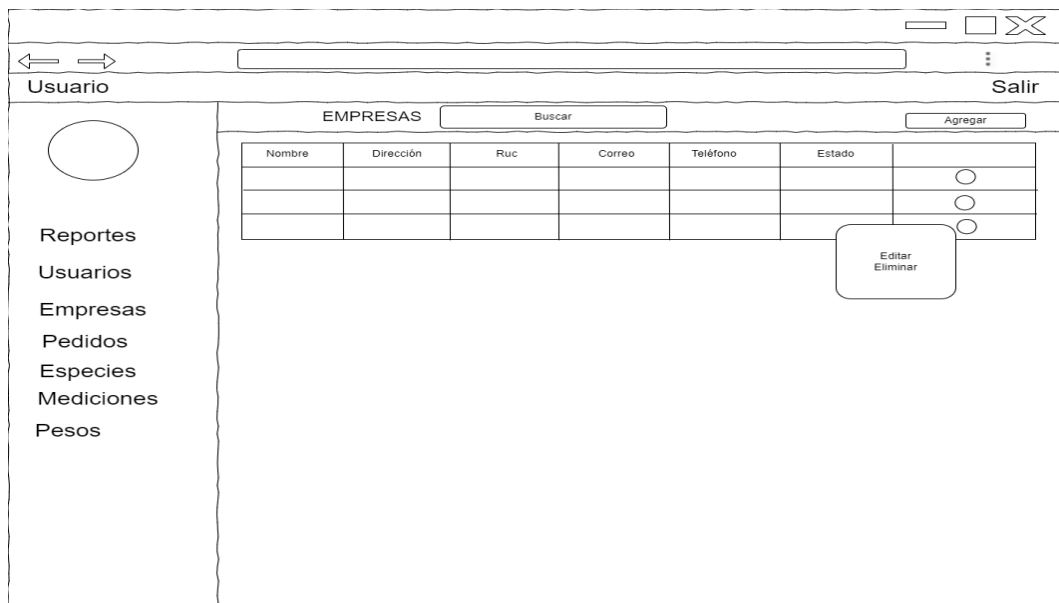 Usuario
Salir
EMPRESAS
Buscar
Agregar
Nombre
Dirección
Ruc
Correo
Teléfono
Estado
Editar
Eliminar
Reportes
Usuarios
Empresas
Pedidos
Especies
Mediciones
Pesos